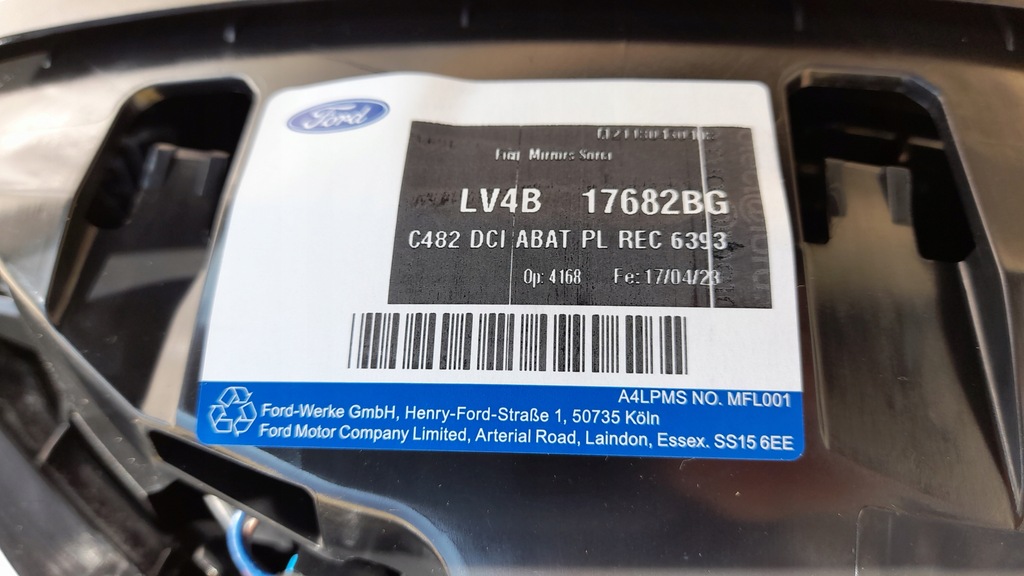 Ford
LV4B 17682BG
C482 DCI ABAT PL REC 6393
Op: 4168 Fe: 17/04/23
A4LPMS NO. MFL001
Ford-Werke GmbH, Henry-Ford-Straße 1, 50735 Köln
Ford Motor Company Limited, Arterial Road, Laindon, Essex. SS15 6EE